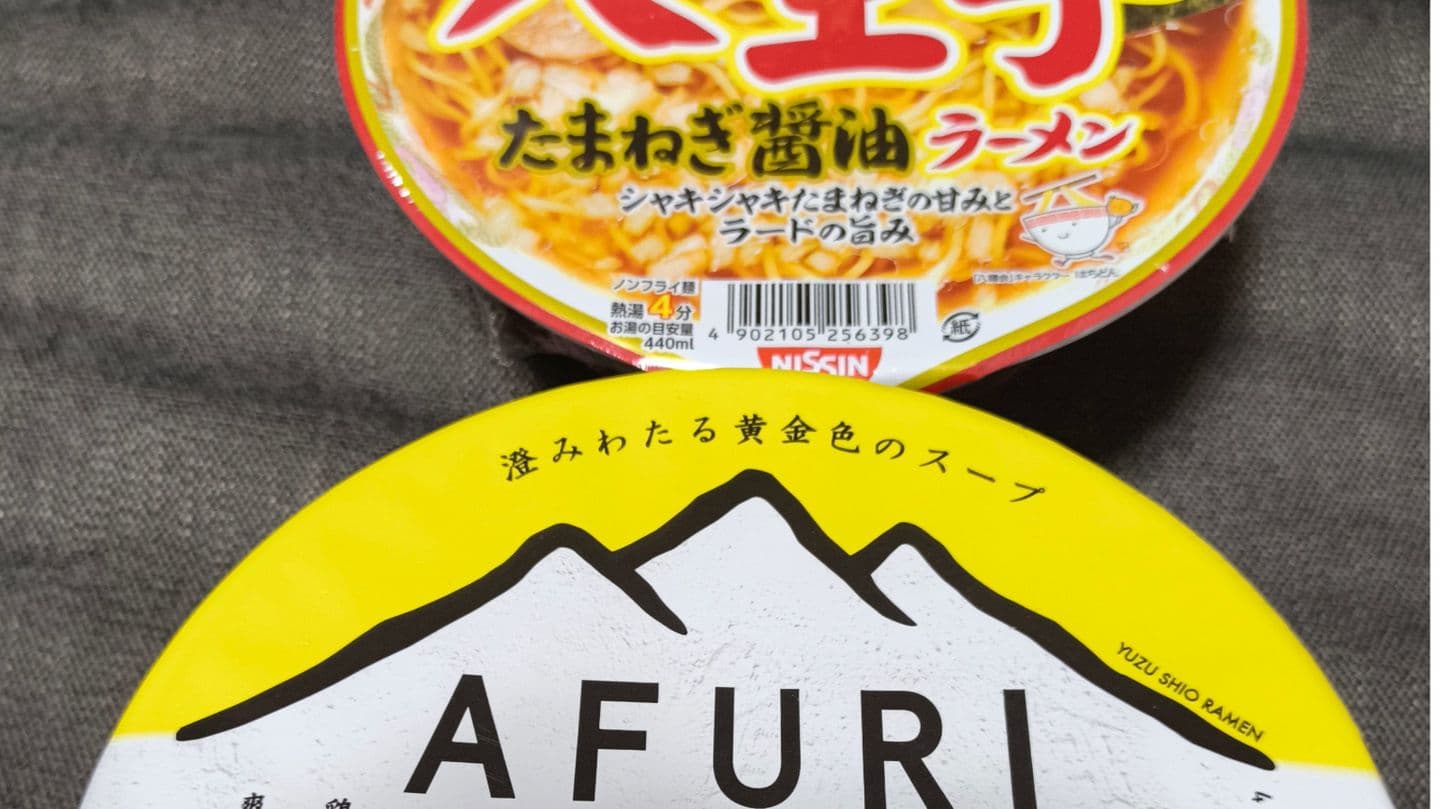 八王子
たまねぎ醤油ラーメン
シャキシャキたまねぎの甘みと
ラードの旨み
ノンフライ麺
熱湯4分
お湯の目安量
440ml
4 902105 256398
紙
NISSIN
澄みわたる黄金色のスープ
YUZU SHIO RAMEN
AFURI